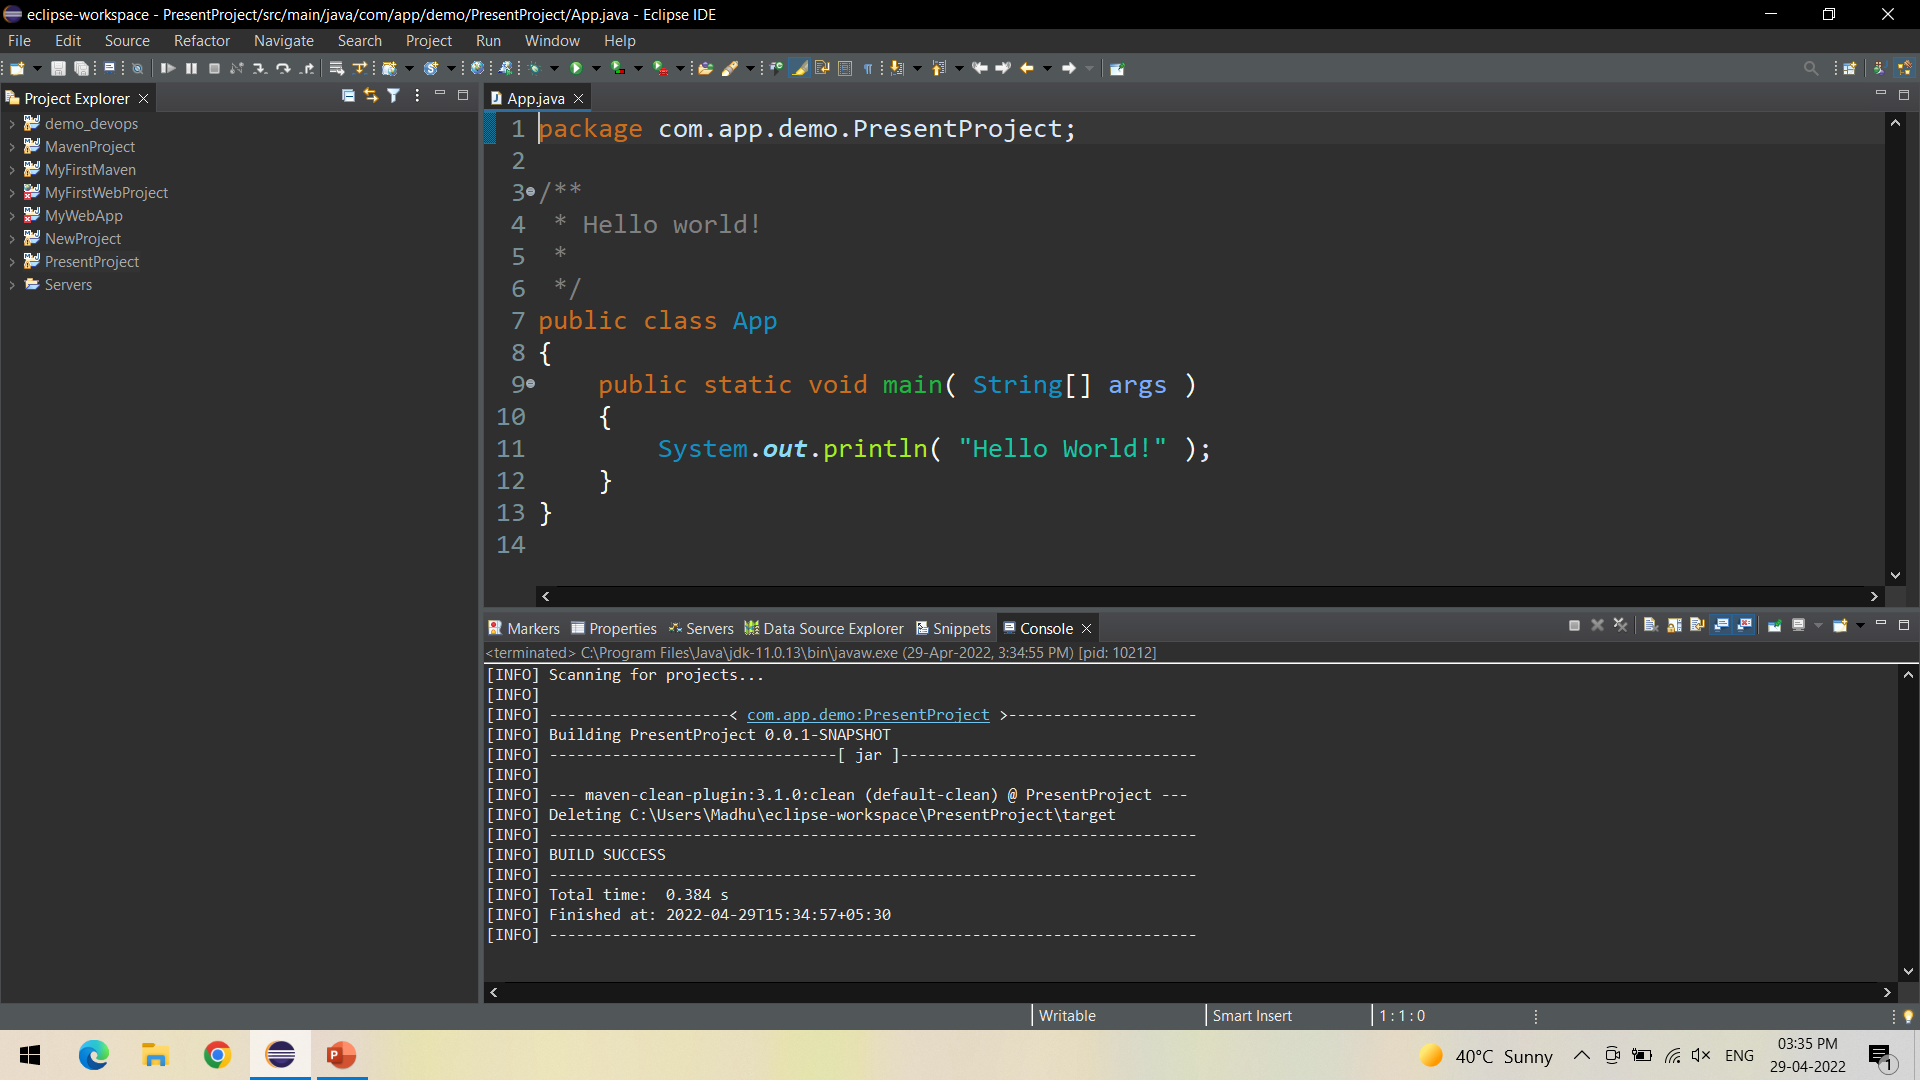 eclipse-workspace - PresentProject/src/main/java/com/app/demo/PresentProject/App.java - Eclipse IDE
File Edit Source Refactor Navigate Search Project Run Window Help
Project Explorer
demo_devops
MavenProject
MyFirstMaven
MyFirstWebProject
MyWebApp
NewProject
PresentProject
Servers
App.java
1 package com.app.demo.PresentProject;
2
3 /**
4  * Hello world!
5  *
6  */
7 public class App
8 {
9     public static void main( String[] args )
10     {
11         System.out.println( "Hello World!" );
12     }
13 }
14
Markers Properties Servers Data Source Explorer Snippets Console
<terminated> C:\Program Files\Java\jdk-11.0.13\bin\javaw.exe (29-Apr-2022, 3:34:55 PM) [pid: 10212]
[INFO] Scanning for projects...
[INFO]
[INFO] --------------------< com.app.demo:PresentProject >---------------------
[INFO] Building PresentProject 0.0.1-SNAPSHOT
[INFO] --------------------------------[ jar ]---------------------------------
[INFO]
[INFO] --- maven-clean-plugin:3.1.0:clean (default-clean) @ PresentProject ---
[INFO] Deleting C:\Users\Madhu\eclipse-workspace\PresentProject\target
[INFO] ------------------------------------------------------------------------
[INFO] BUILD SUCCESS
[INFO] ------------------------------------------------------------------------
[INFO] Total time:  0.384 s
[INFO] Finished at: 2022-04-29T15:34:57+05:30
[INFO] ------------------------------------------------------------------------
Writable Smart Insert 1 : 1 : 0
40°C Sunny ENG
03:35 PM
29-04-2022
1